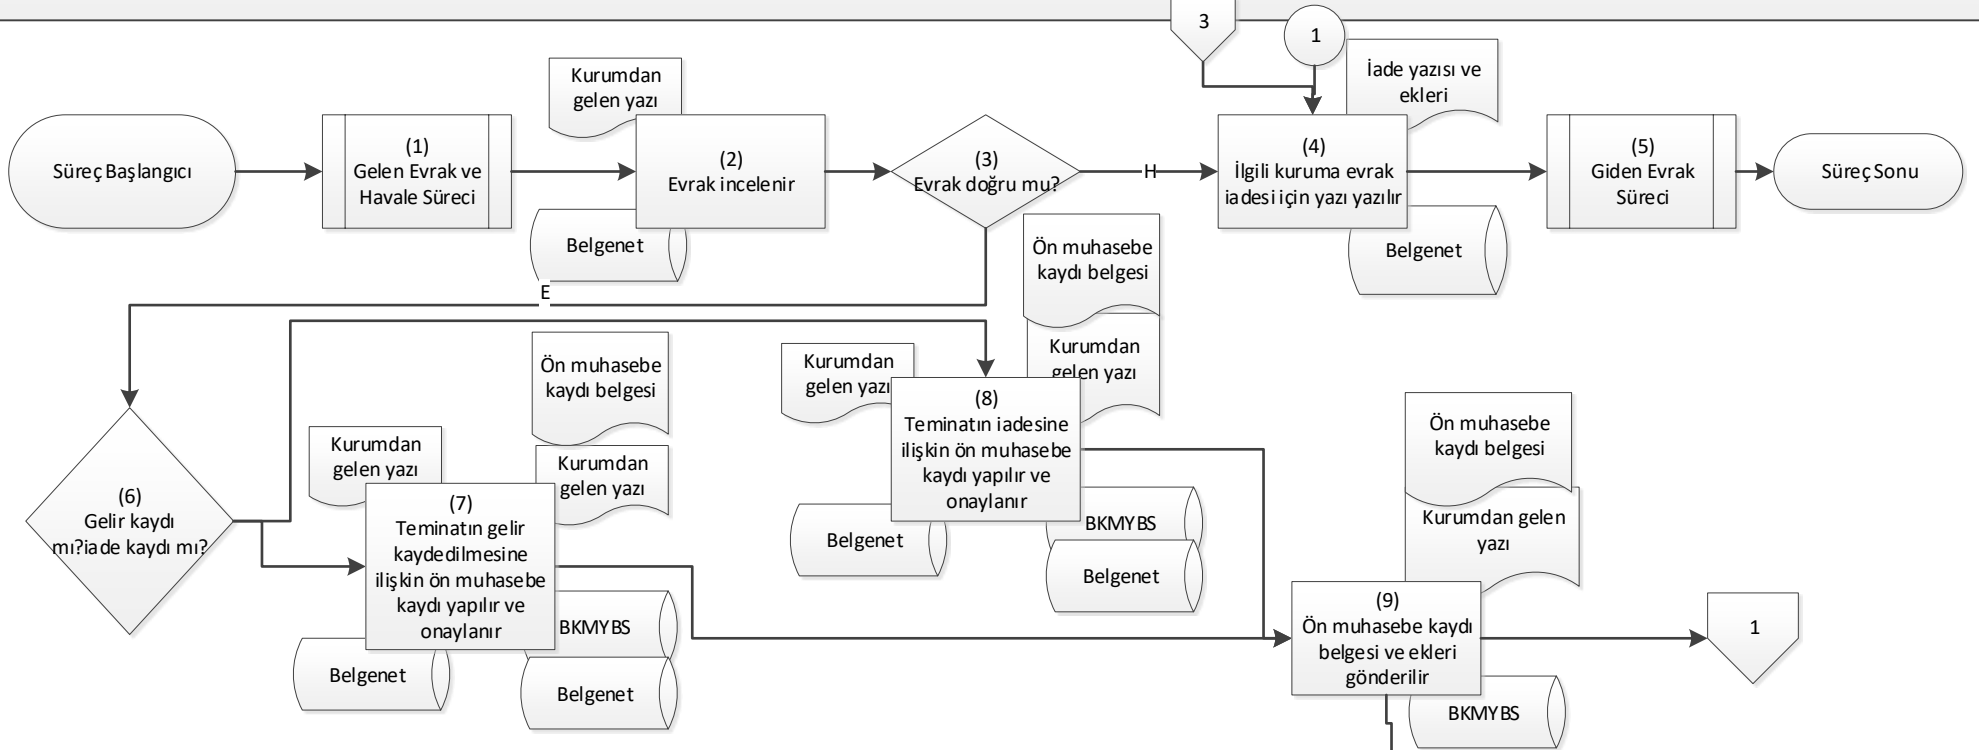 3
1
Kurumdan
gelen yazı
İade yazısı ve
ekleri
Süreç Başlangıcı
(1)
Gelen Evrak ve
Havale Süreci
(2)
Evrak incelenir
(3)
Evrak doğru mu?
H
(4)
İlgili kuruma evrak
iadesi için yazı yazılır
(5)
Giden Evrak
Süreci
Süreç Sonu
Belgenet
Belgenet
E
Ön muhasebe
kaydı belgesi
Kurumdan
gelen yazı
Kurumdan
gelen yazı
(8)
Teminatın iadesine
ilişkin ön muhasebe
kaydı yapılır ve
onaylanır
Belgenet
BKMYBS
Belgenet
(6)
Gelir kaydı
mı?iade kaydı mı?
Kurumdan
gelen yazı
Ön muhasebe
kaydı belgesi
Kurumdan
gelen yazı
(7)
Teminatın gelir
kaydedilmesine
ilişkin ön muhasebe
kaydı yapılır ve
onaylanır
Belgenet
BKMYBS
Belgenet
Ön muhasebe
kaydı belgesi
Kurumdan gelen
yazı
(9)
Ön muhasebe kaydı
belgesi ve ekleri
gönderilir
BKMYBS
1